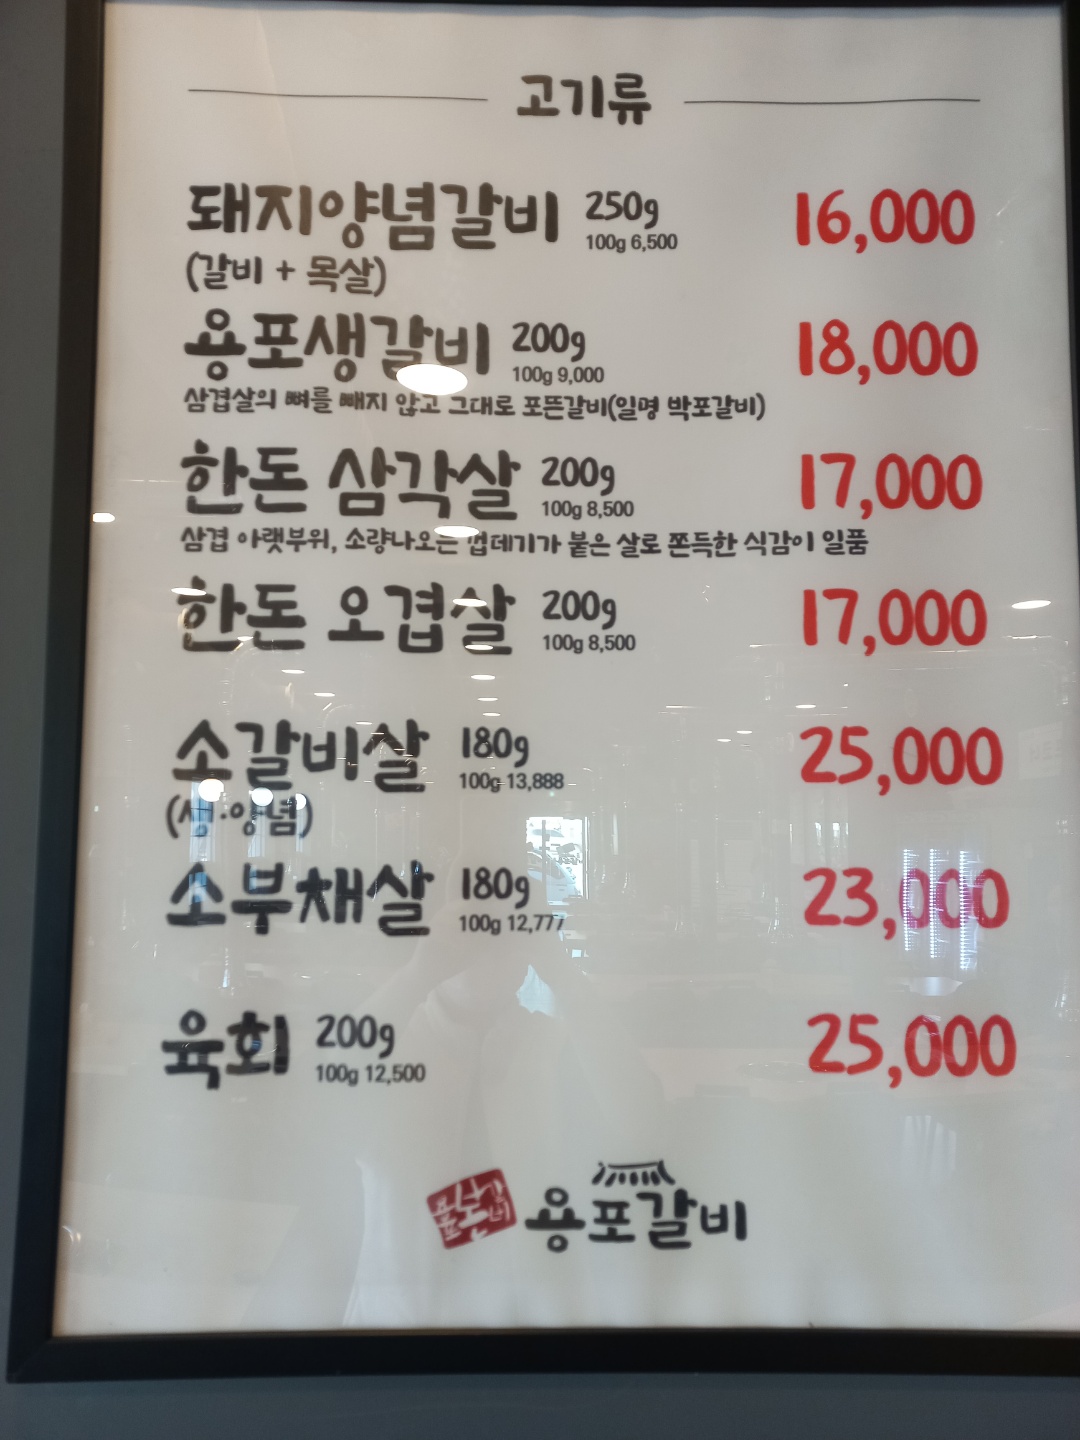 고기류
돼지양념갈비 250g 16,000
100g 6,500
(갈비 + 목살)
용포생갈비 200g 18,000
100g 9,000
삼겹살의 뼈를 빼지 않고 그대로 포뜬갈비(일명 박포갈비)
한돈 삼각살 200g 17,000
100g 8,500
삼겹 아랫부위, 소량나오는 껍데기가 붙은 살로 쫀득한 식감이 일품
한돈 오겹살 200g 17,000
100g 8,500
소갈비살 180g 25,000
100g 13,888
(생·양념)
소부채살 180g 23,000
100g 12,777
육회 200g 25,000
100g 12,500
용포갈비